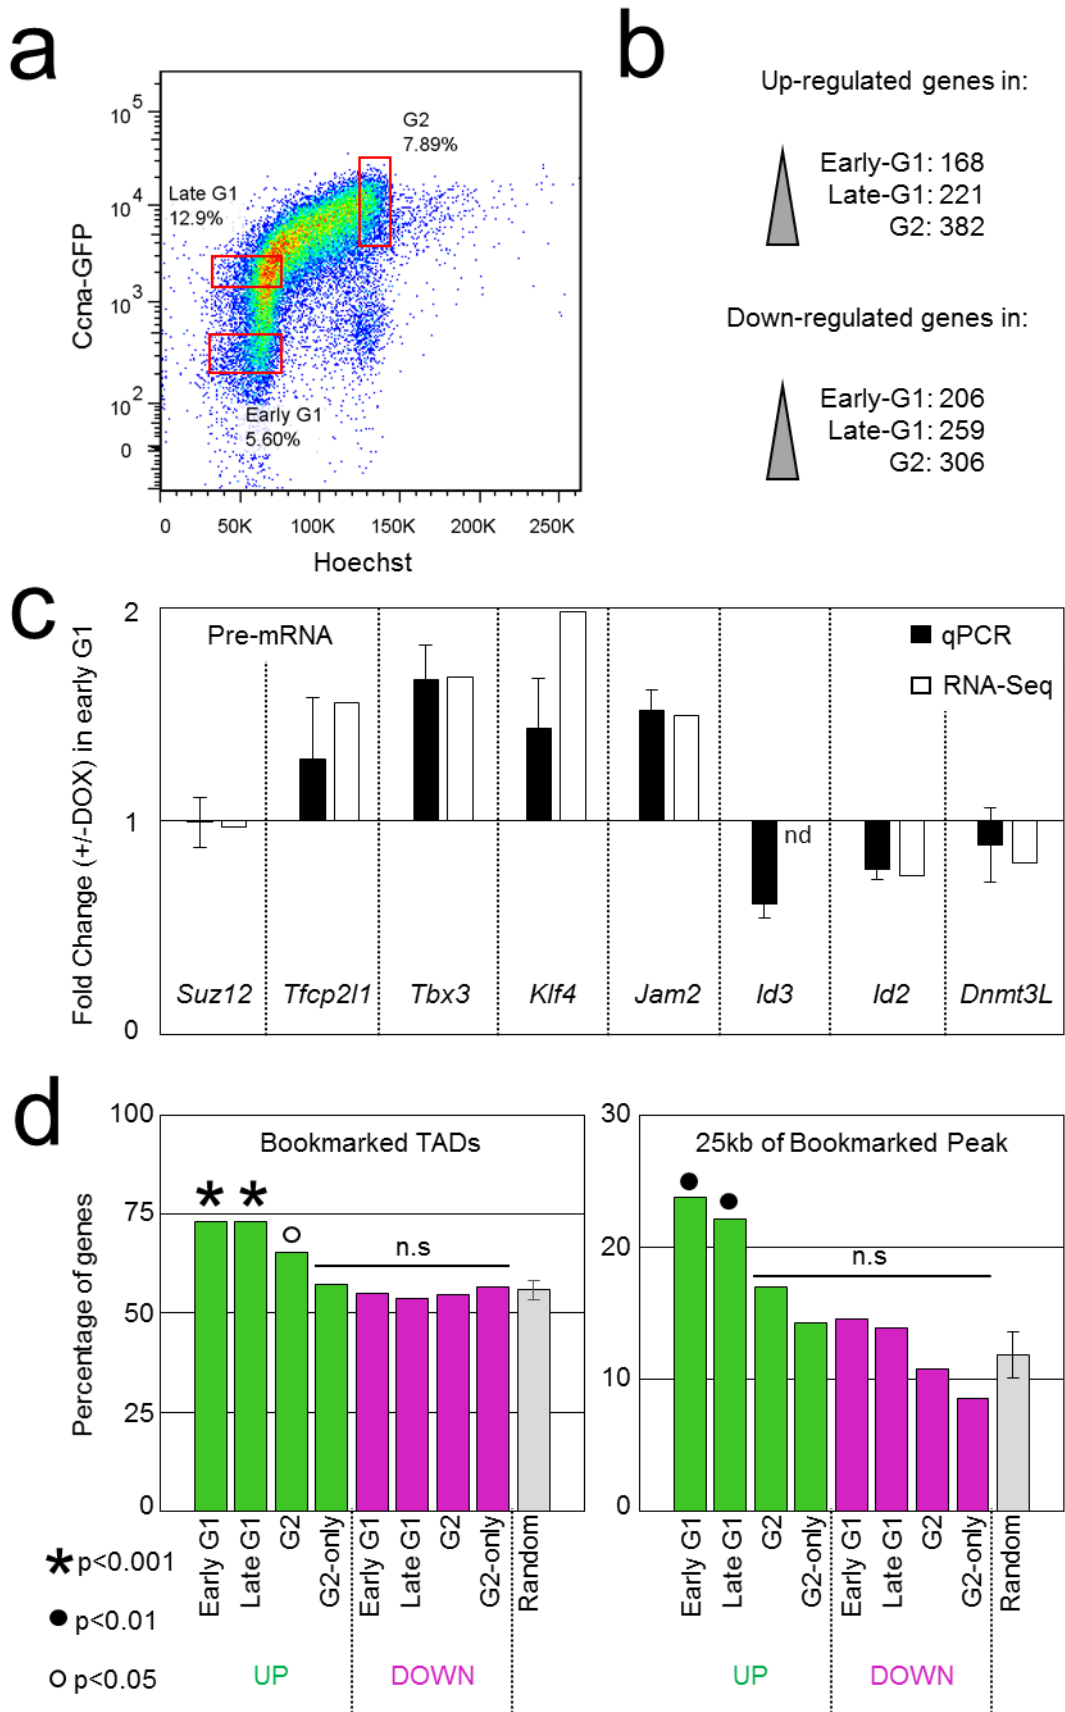 a
10^5
10^4
10^3
10^2
0
Ccna-GFP
G2
7.89%
Late G1
12.9%
Early G1
5.60%
0
50K
100K
150K
200K
250K
Hoechst
b
Up-regulated genes in:
Early-G1: 168
Late-G1: 221
G2: 382
Down-regulated genes in:
Early-G1: 206
Late-G1: 259
G2: 306
c
Fold Change (+/-DOX) in early G1
2
1
0
Pre-mRNA
qPCR
RNA-Seq
nd
Suz12
Tfcp2l1
Tbx3
Klf4
Jam2
Id3
Id2
Dnmt3L
d
Percentage of genes
100
75
50
25
0
Bookmarked TADs
* *
n.s
Early G1
Late G1
G2
G2-only
Early G1
Late G1
G2
G2-only
Random
UP
DOWN
30
20
10
0
25kb of Bookmarked Peak
n.s
Early G1
Late G1
G2
G2-only
Early G1
Late G1
G2
G2-only
Random
UP
DOWN
* p<0.001
● p<0.01
○ p<0.05